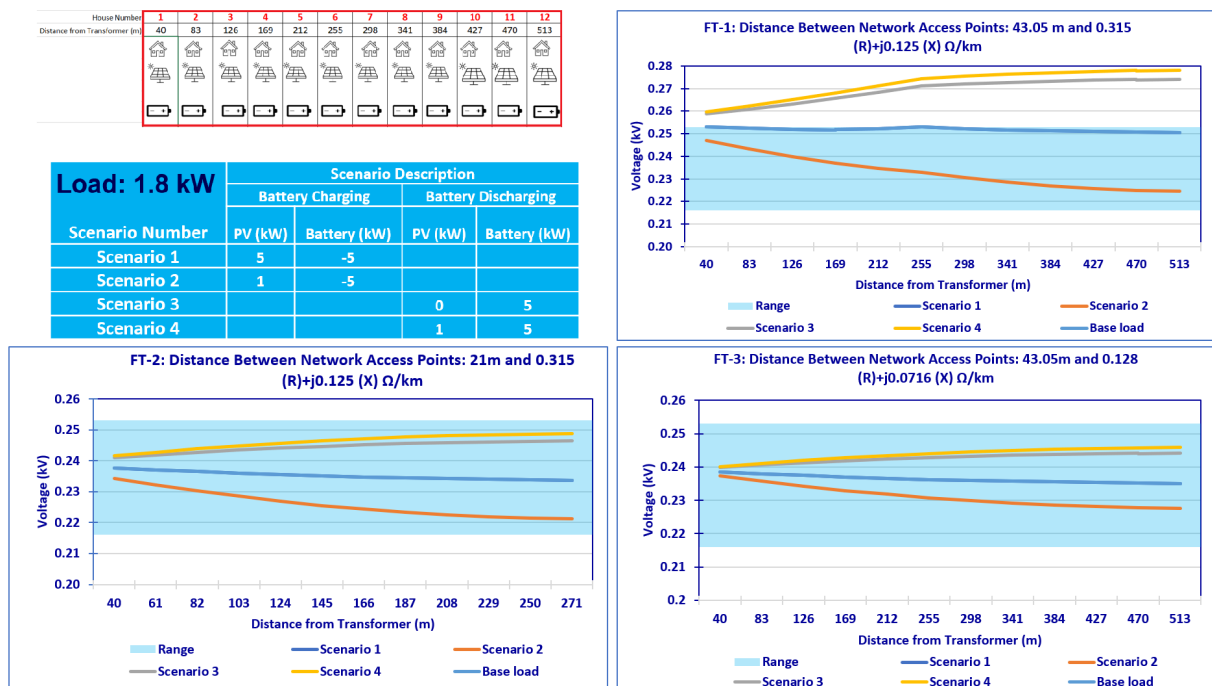 House Number 1 2 3 4 5 6 7 8 9 10 11 12
Distance from Transformer (m) 40 83 126 169 212 255 298 341 384 427 470 513
Load: 1.8 kW
Scenario Description
Battery Charging Battery Discharging
Scenario Number PV (kW) Battery (kW) PV (kW) Battery (kW)
Scenario 1 5 -5
Scenario 2 1 -5
Scenario 3 0 5
Scenario 4 1 5
FT-1: Distance Between Network Access Points: 43.05 m and 0.315
(R)+j0.125 (X) Ω/km
0.28
0.27
0.26
0.25
0.24
0.23
0.22
0.21
0.20
Voltage (kV)
40 83 126 169 212 255 298 341 384 427 470 513
Distance from Transformer (m)
Range Scenario 1 Scenario 2
Scenario 3 Scenario 4 Base load
FT-2: Distance Between Network Access Points: 21m and 0.315
(R)+j0.125 (X) Ω/km
0.26
0.25
0.24
0.23
0.22
0.21
0.20
Voltage (kV)
40 61 82 103 124 145 166 187 208 229 250 271
Distance from Transformer (m)
Range Scenario 1 Scenario 2
Scenario 3 Scenario 4 Base load
FT-3: Distance Between Network Access Points: 43.05m and 0.128
(R)+j0.0716 (X) Ω/km
0.26
0.25
0.24
0.23
0.22
0.21
0.2
Voltage (kV)
40 83 126 169 212 255 298 341 384 427 470 513
Distance from Transformer (m)
Range Scenario 1 Scenario 2
Scenario 3 Scenario 4 Base load